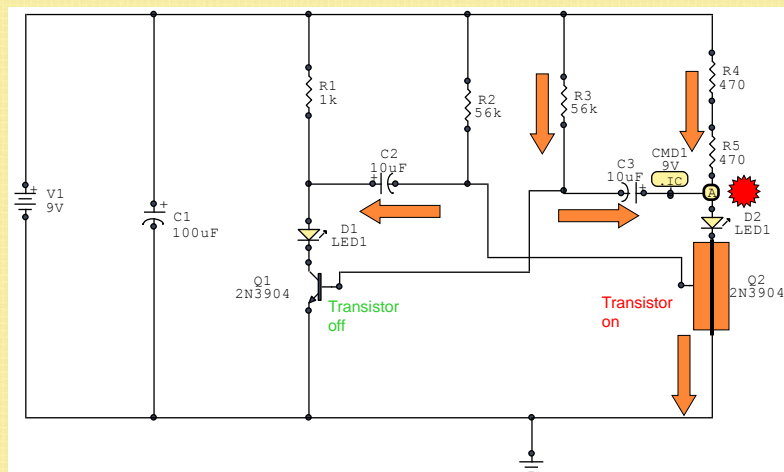 R1
1k
R2
56k
R3
56k
R4
470
R5
470
C2
10uF
+
C3
10uF
+
CMD1
9V
.IC
A
V1
9V
+
C1
100uF
+
D1
LED1
D2
LED1
Q1
2N3904
Transistor
off
Transistor
on
Q2
2N3904